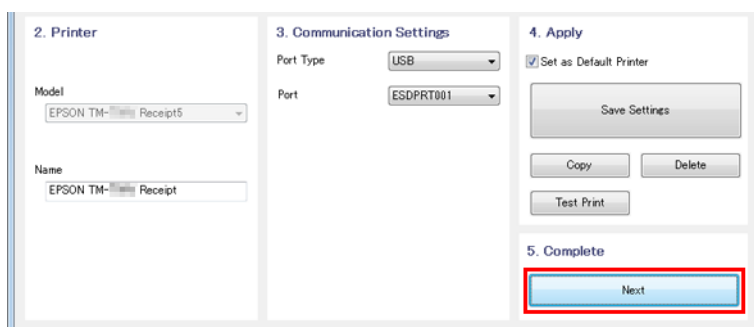 2. Printer
Model
EPSON TM- Receipt5
Name
EPSON TM- Receipt
3. Communication Settings
Port Type
USB
Port
ESDPRT001
4. Apply
Set as Default Printer
Save Settings
Copy
Delete
Test Print
5. Complete
Next